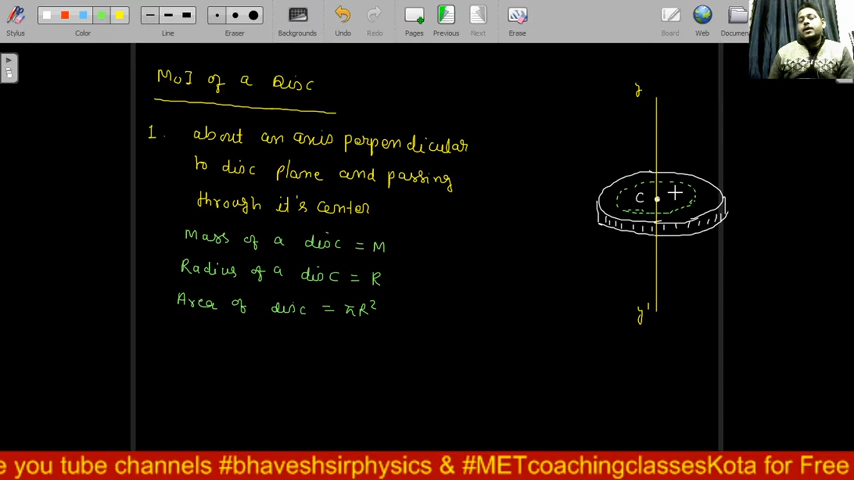 Stylus
Color
Line
Eraser
Backgrounds
Undo
Redo
Pages
Previous
Next
Erase
Board
Web
Documen
MOI of a Disc
1. about an axis perpendicular
to disc plane and passing
through it's center
Mass of a disc = M
Radius of a disc = R
Area of disc = πR²
y
C
y'
e you tube channels #bhaveshsirphysics & #METcoachingclassesKota for Free